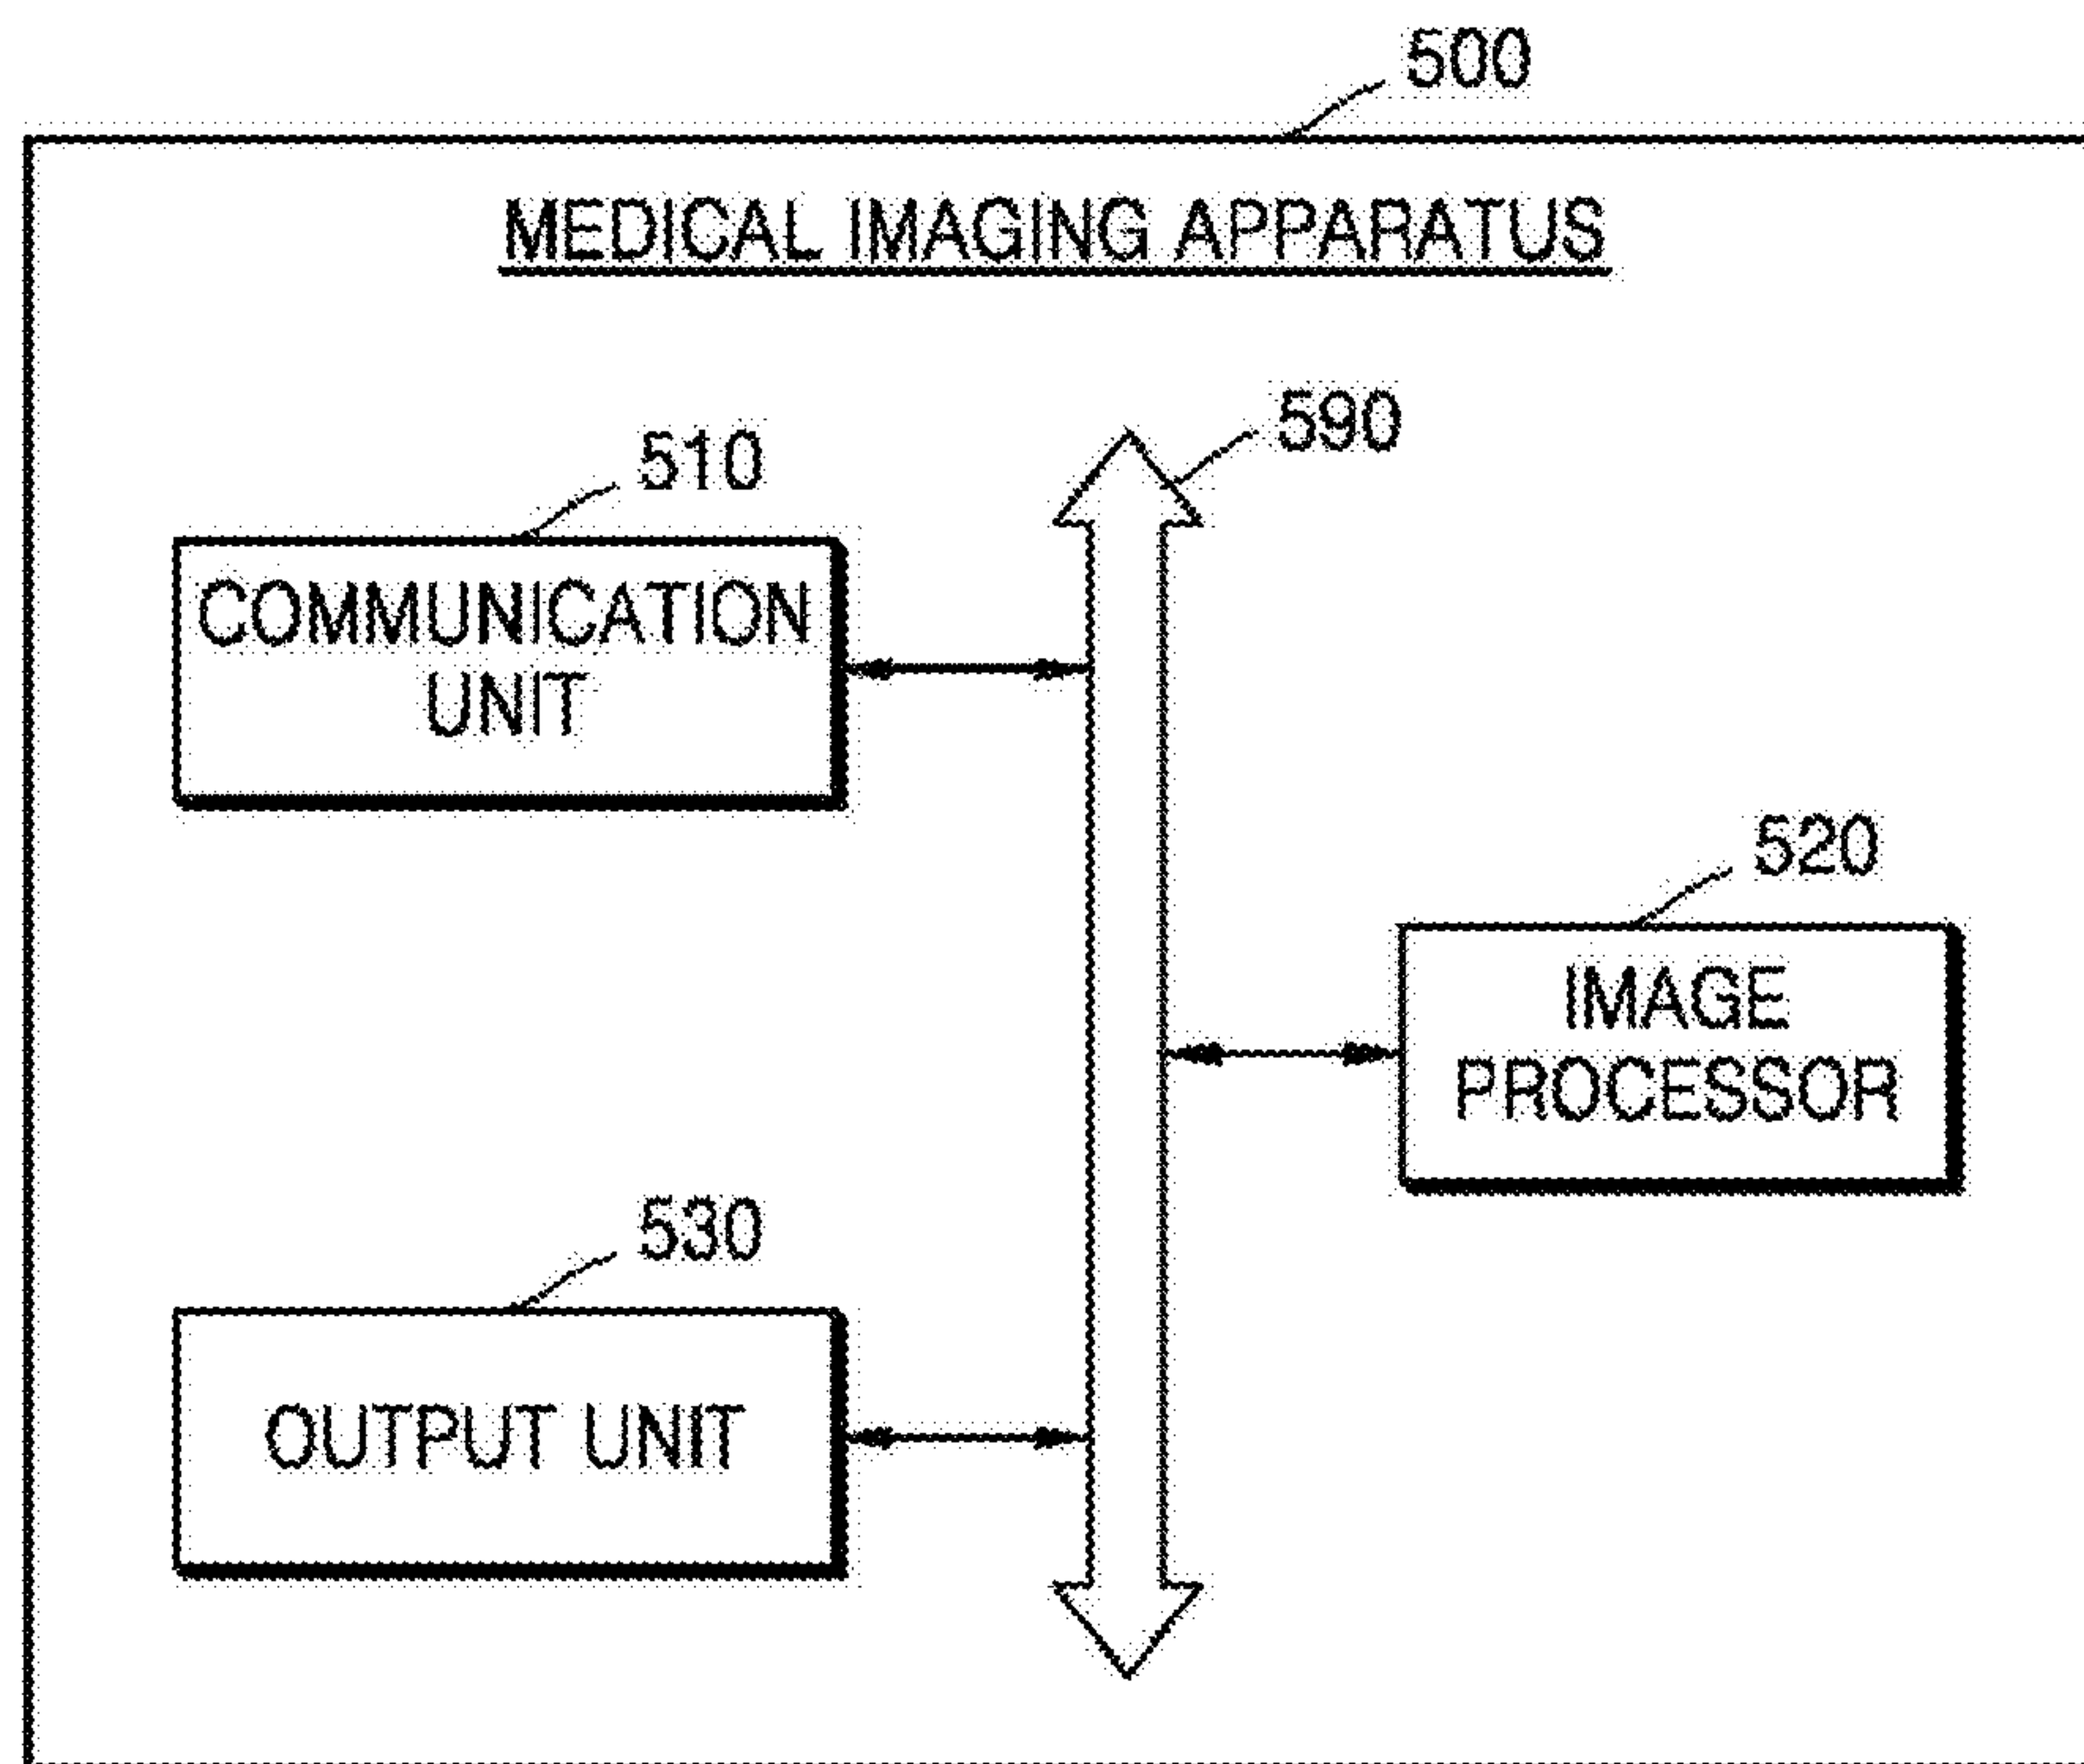 500
MEDICAL IMAGING APPARATUS
590
510
COMMUNICATION
UNIT
520
IMAGE
PROCESSOR
530
OUTPUT UNIT